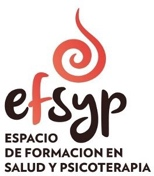 efsyp
ESPACIO
DE FORMACION EN
SALUD Y PSICOTERAPIA